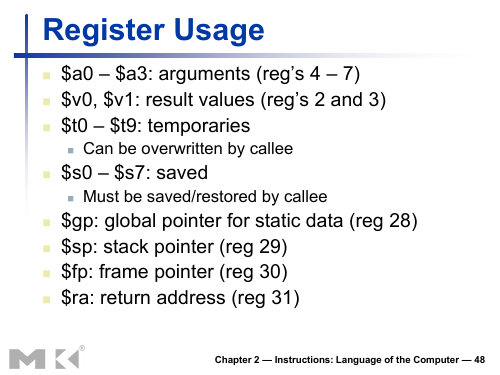 Register Usage
$a0 – $a3: arguments (reg’s 4 – 7)
$v0, $v1: result values (reg’s 2 and 3)
$t0 – $t9: temporaries
Can be overwritten by callee
$s0 – $s7: saved
Must be saved/restored by callee
$gp: global pointer for static data (reg 28)
$sp: stack pointer (reg 29)
$fp: frame pointer (reg 30)
$ra: return address (reg 31)
MK®
Chapter 2 — Instructions: Language of the Computer — 48